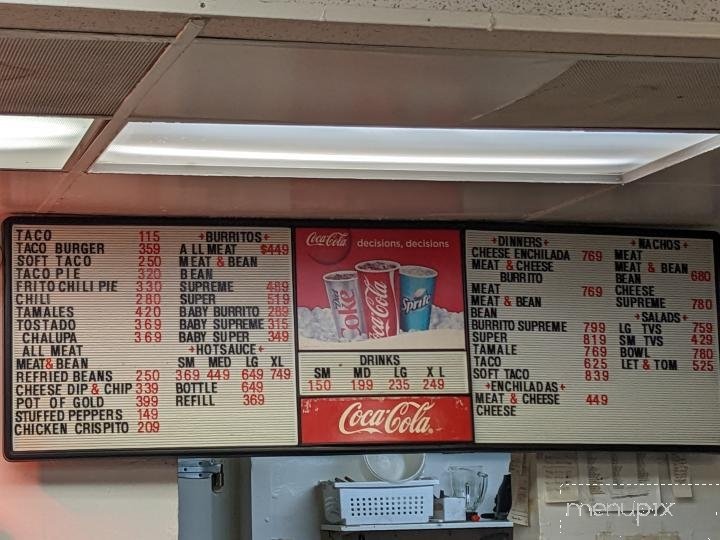 TACO 115
TACO BURGER 359
SOFT TACO 250
TACO PIE 320
FRITO CHILI PIE 330
CHILI 280
TAMALES 420
TOSTADO 369
CHALUPA 369
ALL MEAT
MEAT & BEAN
REFRIED BEANS 250
CHEESE DIP & CHIP 339
POT OF GOLD 399
STUFFED PEPPERS 149
CHICKEN CRISPITO 209
+BURRITOS+
ALL MEAT $449
MEAT & BEAN
BEAN
SUPREME 489
SUPER 519
BABY BURRITO 289
BABY SUPREME 315
BABY SUPER 349
+HOTSAUCE+
SM MED LG XL
369 449 649 749
BOTTLE 649
REFILL 369
Coca-Cola decisions, decisions
Coke
Coca-Cola
Sprite
DRINKS
SM MD LG XL
150 199 235 249
Coca-Cola
+DINNERS+
CHEESE ENCHILADA 769
MEAT & CHEESE
BURRITO
MEAT 769
MEAT & BEAN
BEAN
BURRITO SUPREME 799
SUPER 819
TAMALE 769
TACO 625
SOFT TACO 839
+ENCHILADAS+
MEAT & CHEESE 449
CHEESE
+NACHOS+
MEAT
MEAT & BEAN
BEAN 680
CHEESE
SUPREME 780
+SALADS+
LG TVS 759
SM TVS 429
BOWL 780
LET & TOM 525
menupix